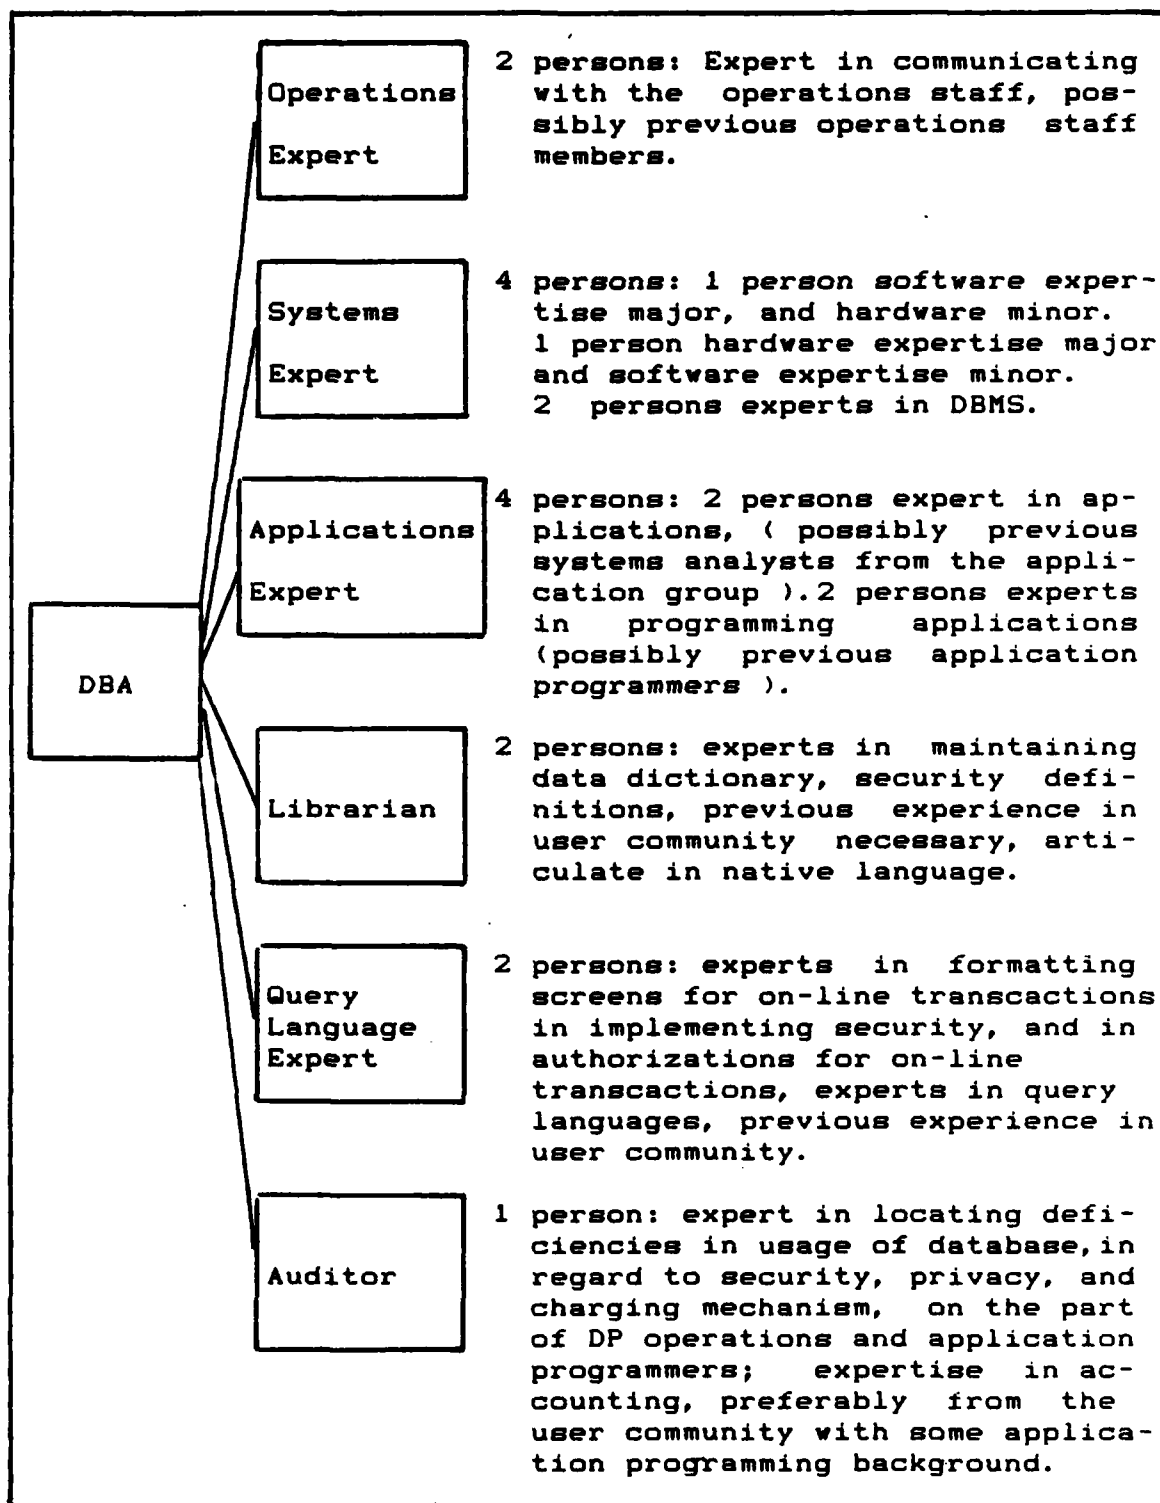 Operations
Expert
2 persons: Expert in communicating
with the operations staff, pos-
sibly previous operations staff
members.
Systems
Expert
4 persons: 1 person software exper-
tise major, and hardware minor.
1 person hardware expertise major
and software expertise minor.
2 persons experts in DBMS.
Applications
Expert
4 persons: 2 persons expert in ap-
plications, ( possibly previous
systems analysts from the appli-
cation group ).2 persons experts
in programming applications
(possibly previous application
programmers ).
DBA
Librarian
2 persons: experts in maintaining
data dictionary, security defi-
nitions, previous experience in
user community necessary, arti-
culate in native language.
Query
Language
Expert
2 persons: experts in formatting
screens for on-line transcactions
in implementing security, and in
authorizations for on-line
transcactions, experts in query
languages, previous experience in
user community.
Auditor
1 person: expert in locating defi-
ciencies in usage of database, in
regard to security, privacy, and
charging mechanism, on the part
of DP operations and application
programmers; expertise in ac-
counting, preferably from the
user community with some applica-
tion programming background.